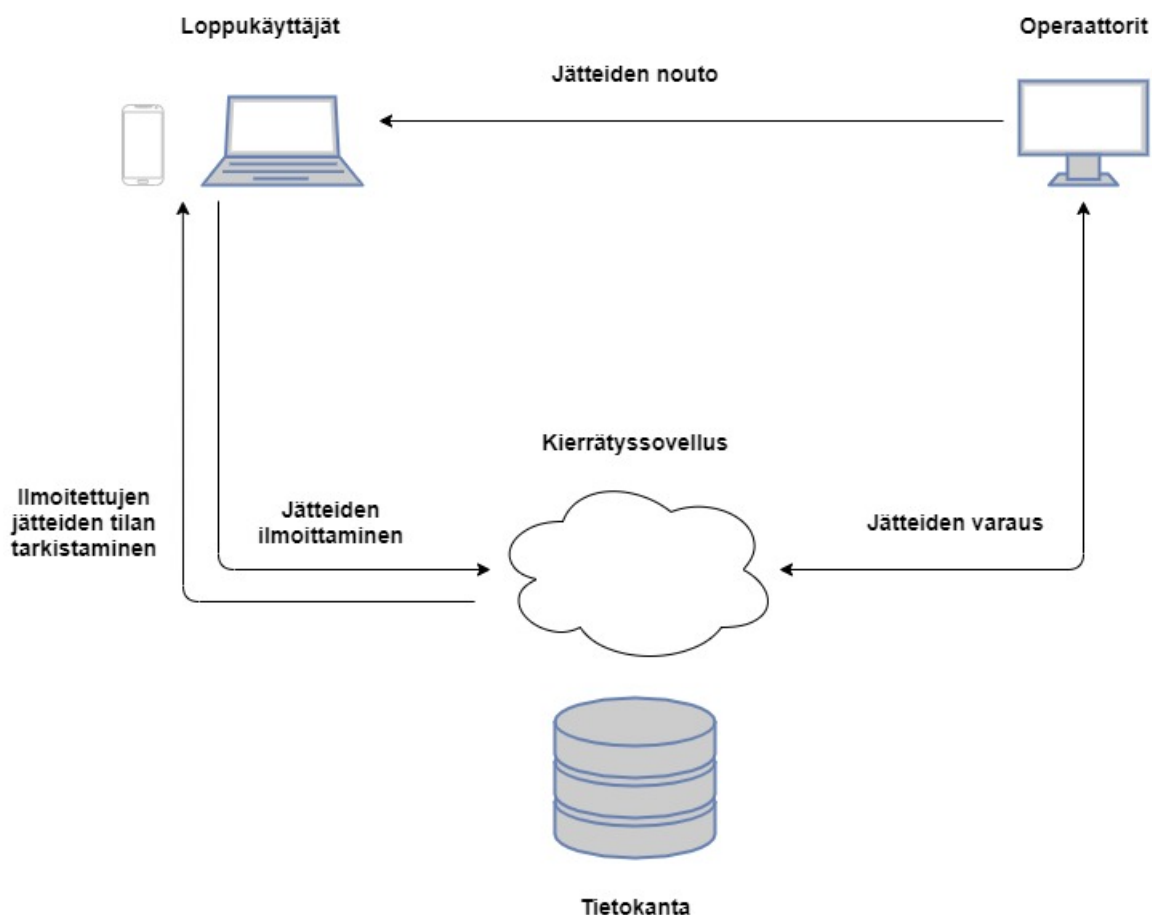 Loppukäyttäjät
Operaattorit
Jätteiden nouto
Kierrätyssovellus
Ilmoitettujen
jätteiden tilan
tarkistaminen
Jätteiden
ilmoittaminen
Jätteiden varaus
Tietokanta